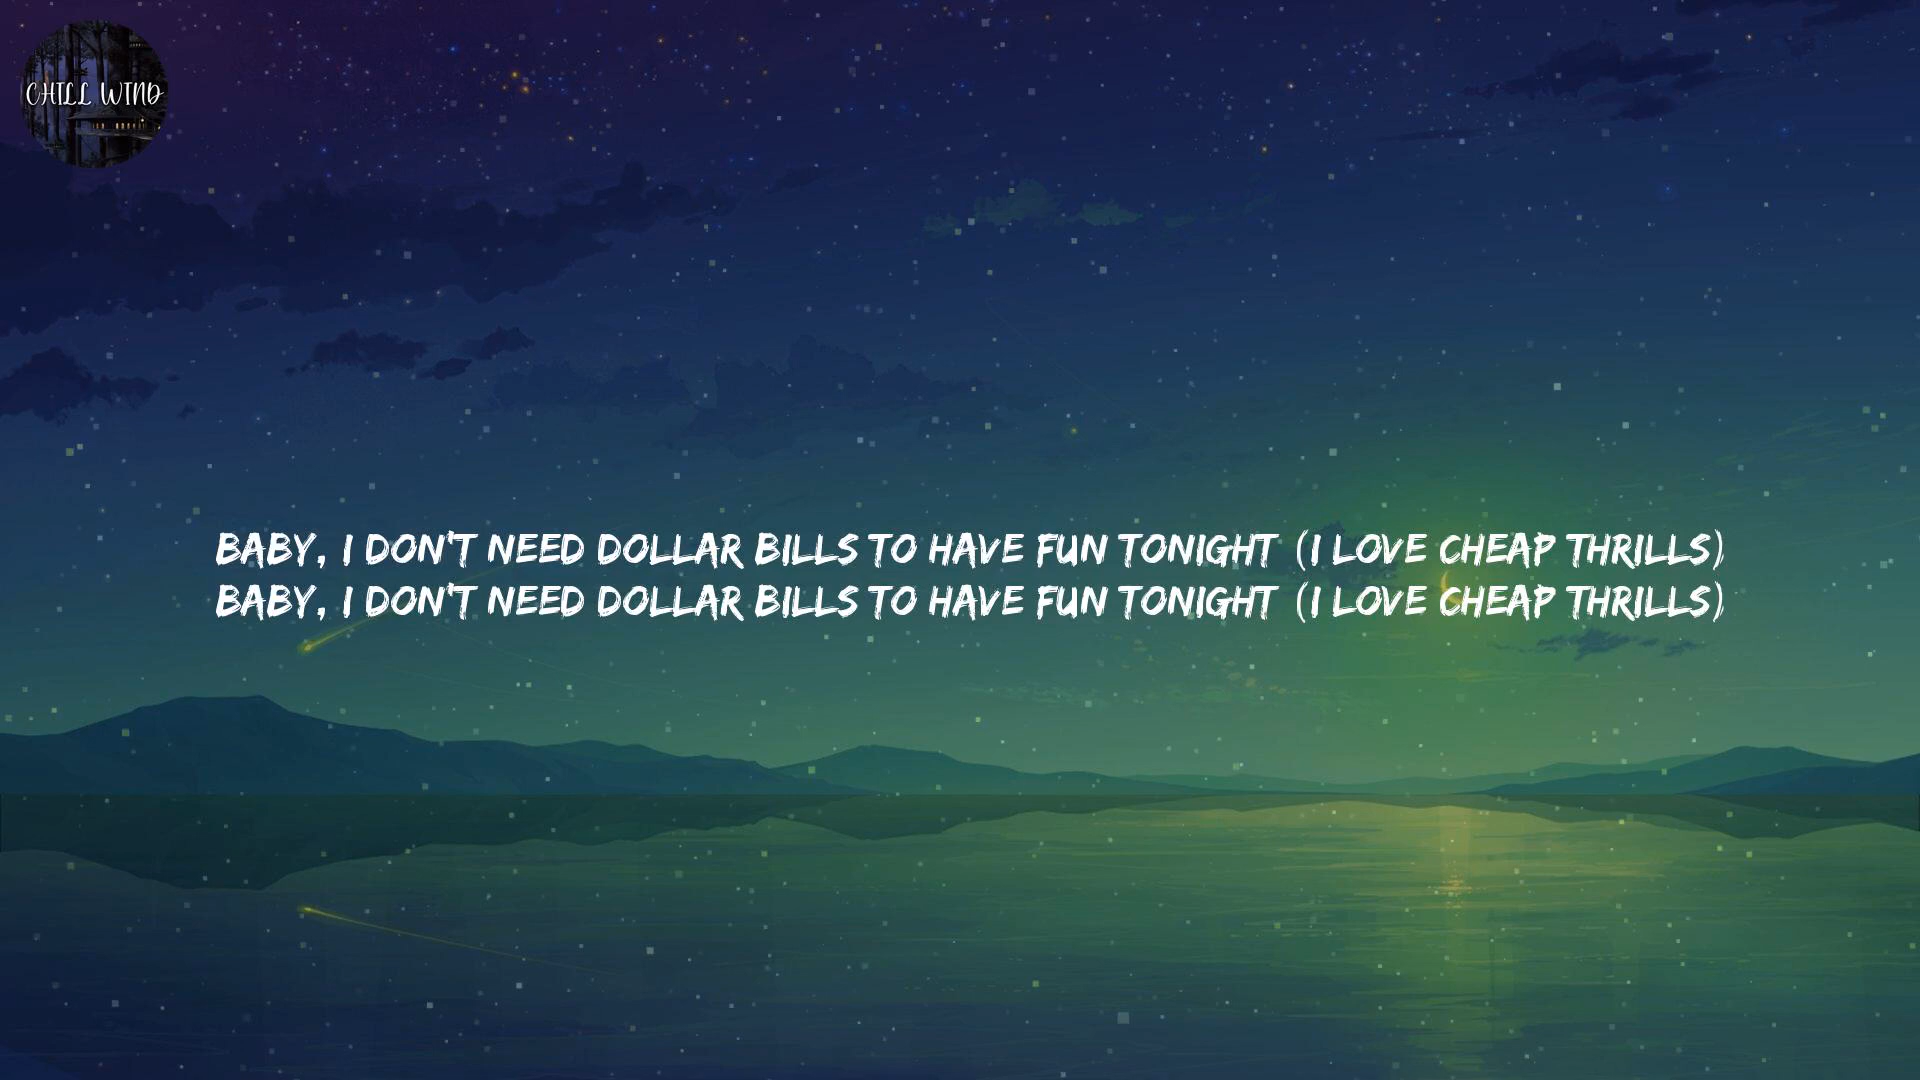 CHILL WIND
BABY, I DON'T NEED DOLLAR BILLS TO HAVE FUN TONIGHT (I LOVE CHEAP THRILLS)
BABY, I DON'T NEED DOLLAR BILLS TO HAVE FUN TONIGHT (I LOVE CHEAP THRILLS)